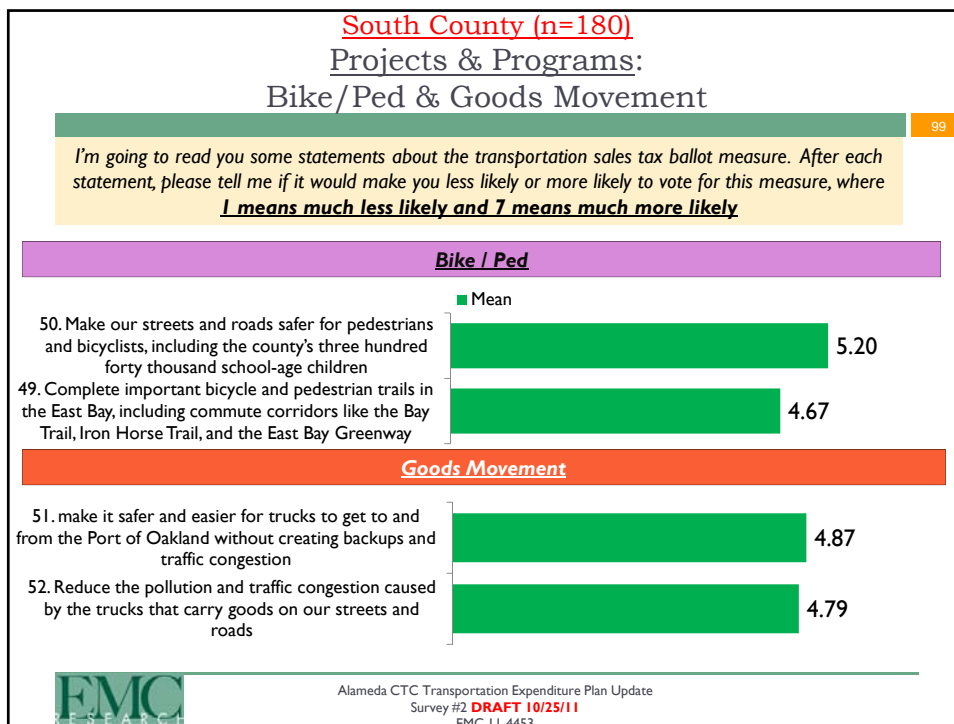 South County (n=180)
Projects & Programs:
Bike/Ped & Goods Movement
99
I'm going to read you some statements about the transportation sales tax ballot measure. After each
statement, please tell me if it would make you less likely or more likely to vote for this measure, where
1 means much less likely and 7 means much more likely
Bike / Ped
Mean
50. Make our streets and roads safer for pedestrians
and bicyclists, including the county's three hundred
forty thousand school-age children
5.20
49. Complete important bicycle and pedestrian trails in
the East Bay, including commute corridors like the Bay
Trail, Iron Horse Trail, and the East Bay Greenway
4.67
Goods Movement
51. make it safer and easier for trucks to get to and
from the Port of Oakland without creating backups and
traffic congestion
4.87
52. Reduce the pollution and traffic congestion caused
by the trucks that carry goods on our streets and
roads
4.79
EMC
RESEARCH
Alameda CTC Transportation Expenditure Plan Update
Survey #2 DRAFT 10/25/11
EMC 11-4453